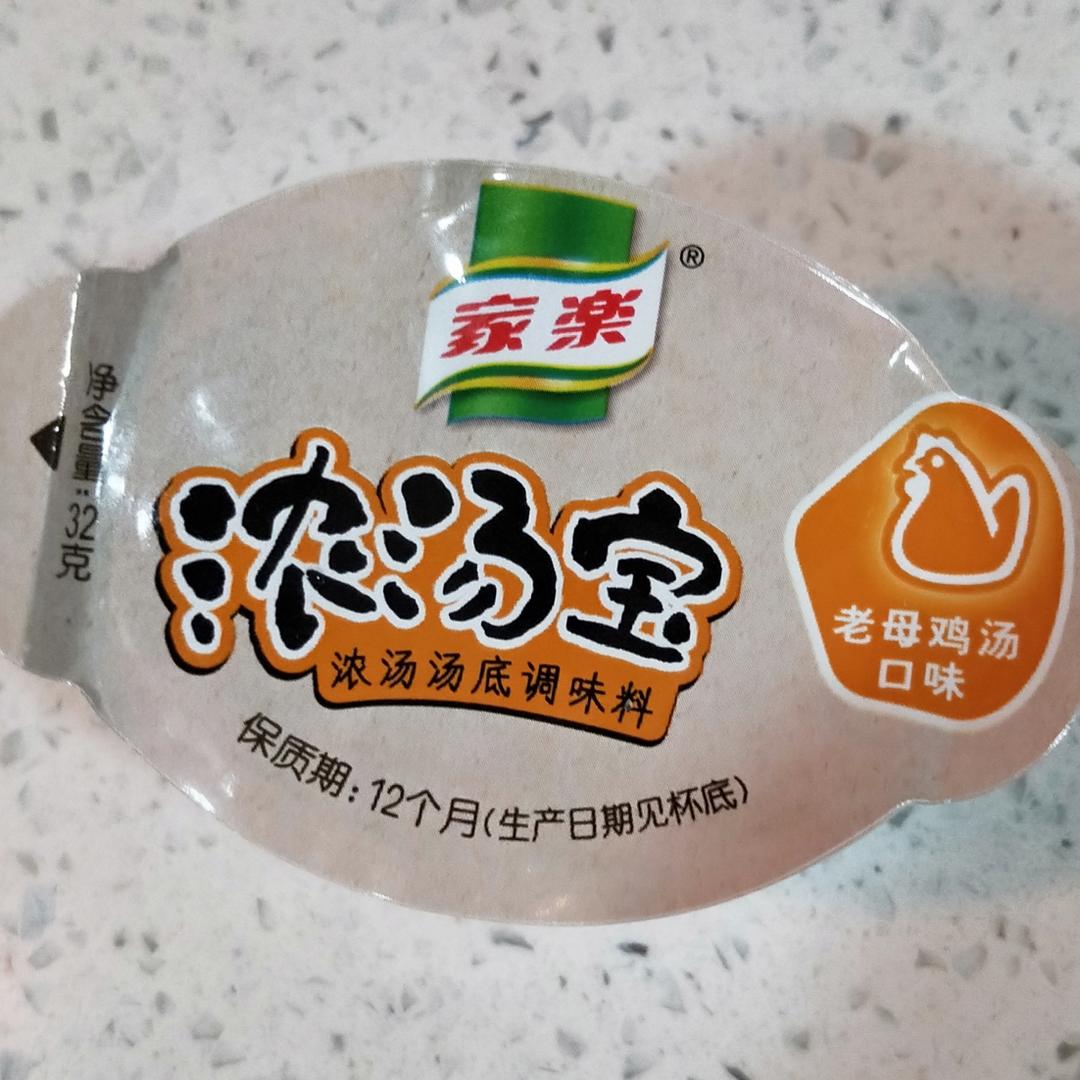 家楽®
净含量:32克
浓汤宝
浓汤汤底调味料
老母鸡汤
口味
保质期:12个月(生产日期见杯底)